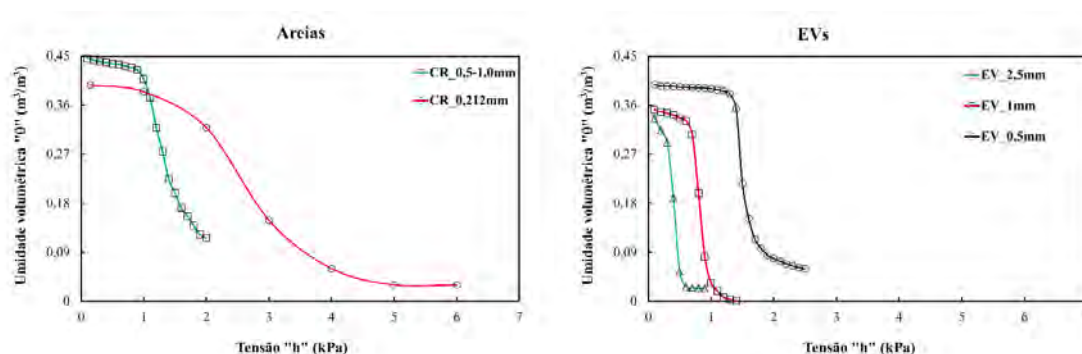 Areias
Umidade volumétrica "θ" (m³/m³)
0,45
0,36
0,27
0,18
0,09
0
0 1 2 3 4 5 6 7
Tensão "h" (kPa)
CR_0,5-1,0mm
CR_0,212mm
EVs
Umidade volumétrica "θ" (m³/m³)
0,45
0,36
0,27
0,18
0,09
0
0 1 2 3 4 5 6 7
Tensão "h" (kPa)
EV_2,5mm
EV_1mm
EV_0,5mm